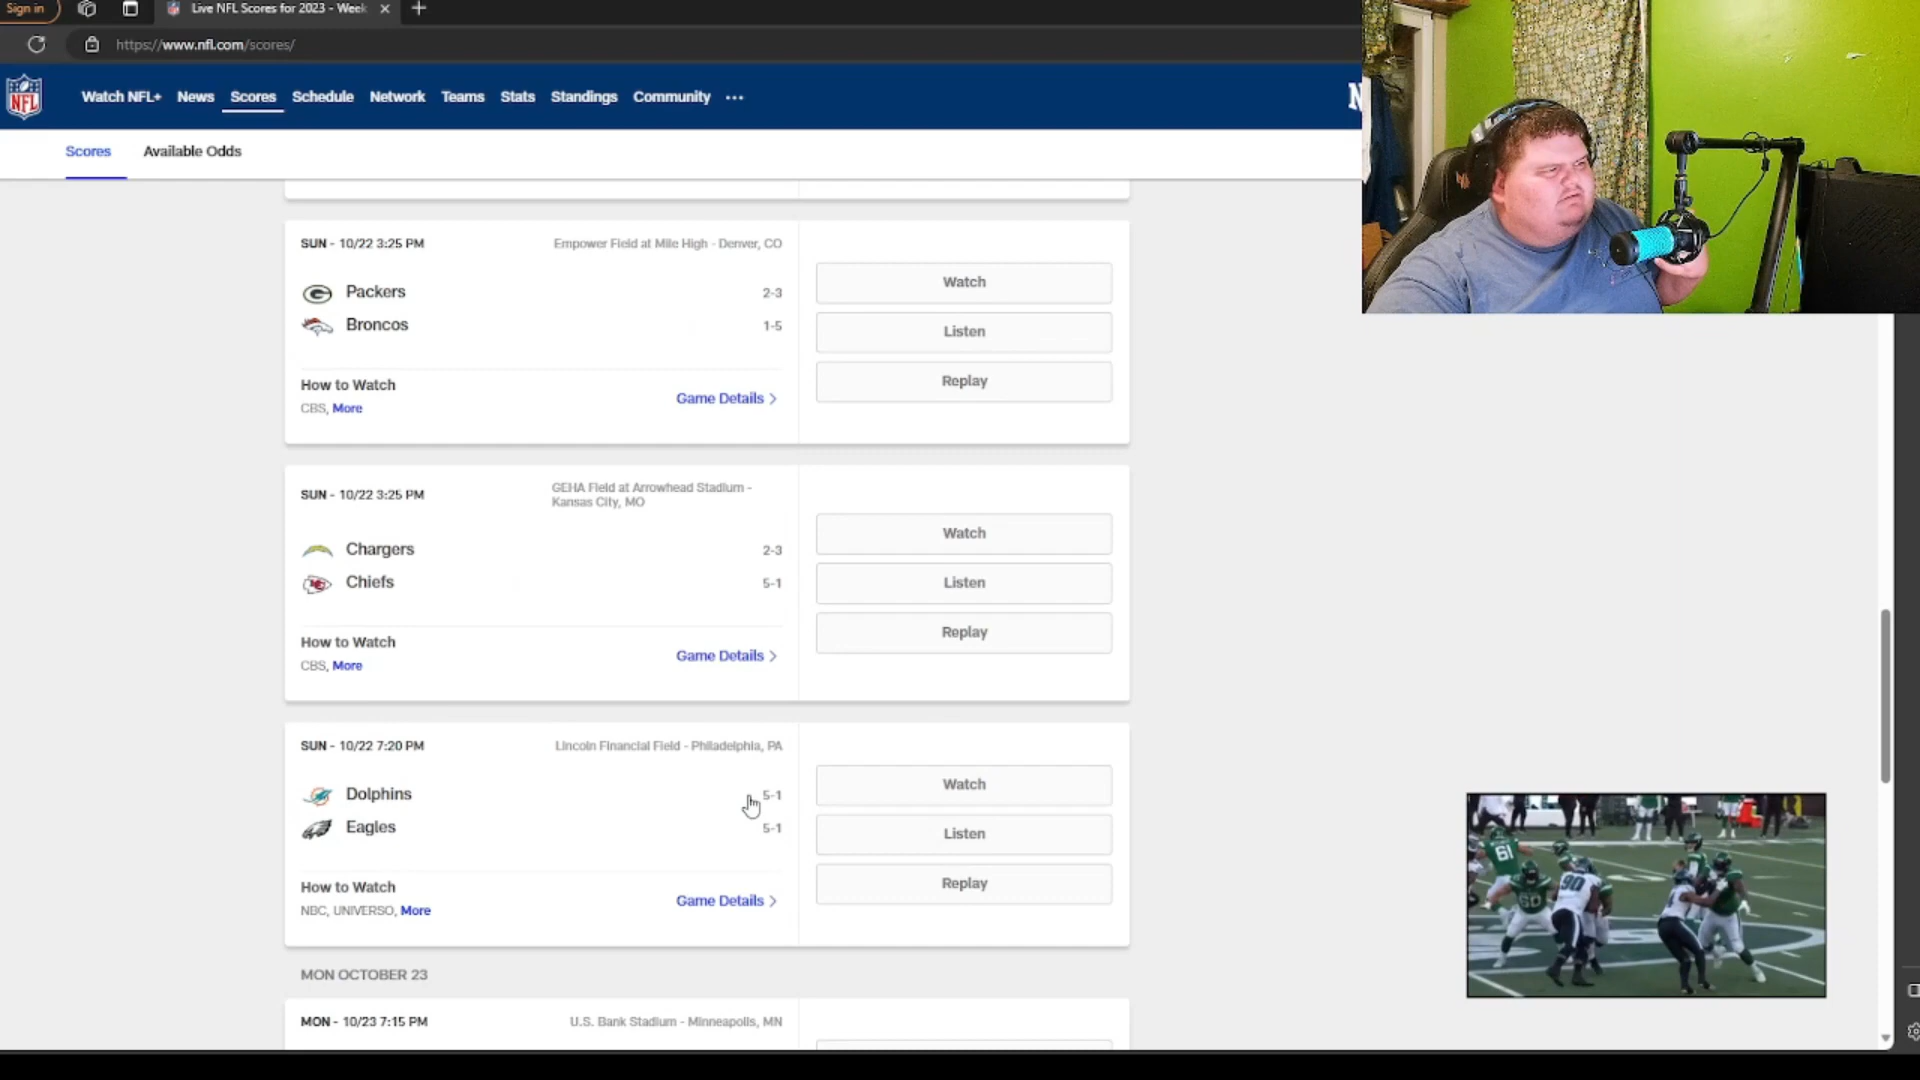 Sign in
Live NFL Scores for 2023 - Week
https://www.nfl.com/scores/
NFL
Watch NFL+ News Scores Schedule Network Teams Stats Standings Community ...
Scores Available Odds
SUN - 10/22 3:25 PM Empower Field at Mile High - Denver, CO
Packers 2-3
Broncos 1-5
How to Watch
CBS, More
Game Details >
Watch
Listen
Replay
SUN - 10/22 3:25 PM GEHA Field at Arrowhead Stadium -
Kansas City, MO
Chargers 2-3
Chiefs 5-1
How to Watch
CBS, More
Game Details >
Watch
Listen
Replay
SUN - 10/22 7:20 PM Lincoln Financial Field - Philadelphia, PA
Dolphins 5-1
Eagles 5-1
How to Watch
NBC, UNIVERSO, More
Game Details >
Watch
Listen
Replay
MON OCTOBER 23
MON - 10/23 7:15 PM U.S. Bank Stadium - Minneapolis, MN
61
60
90